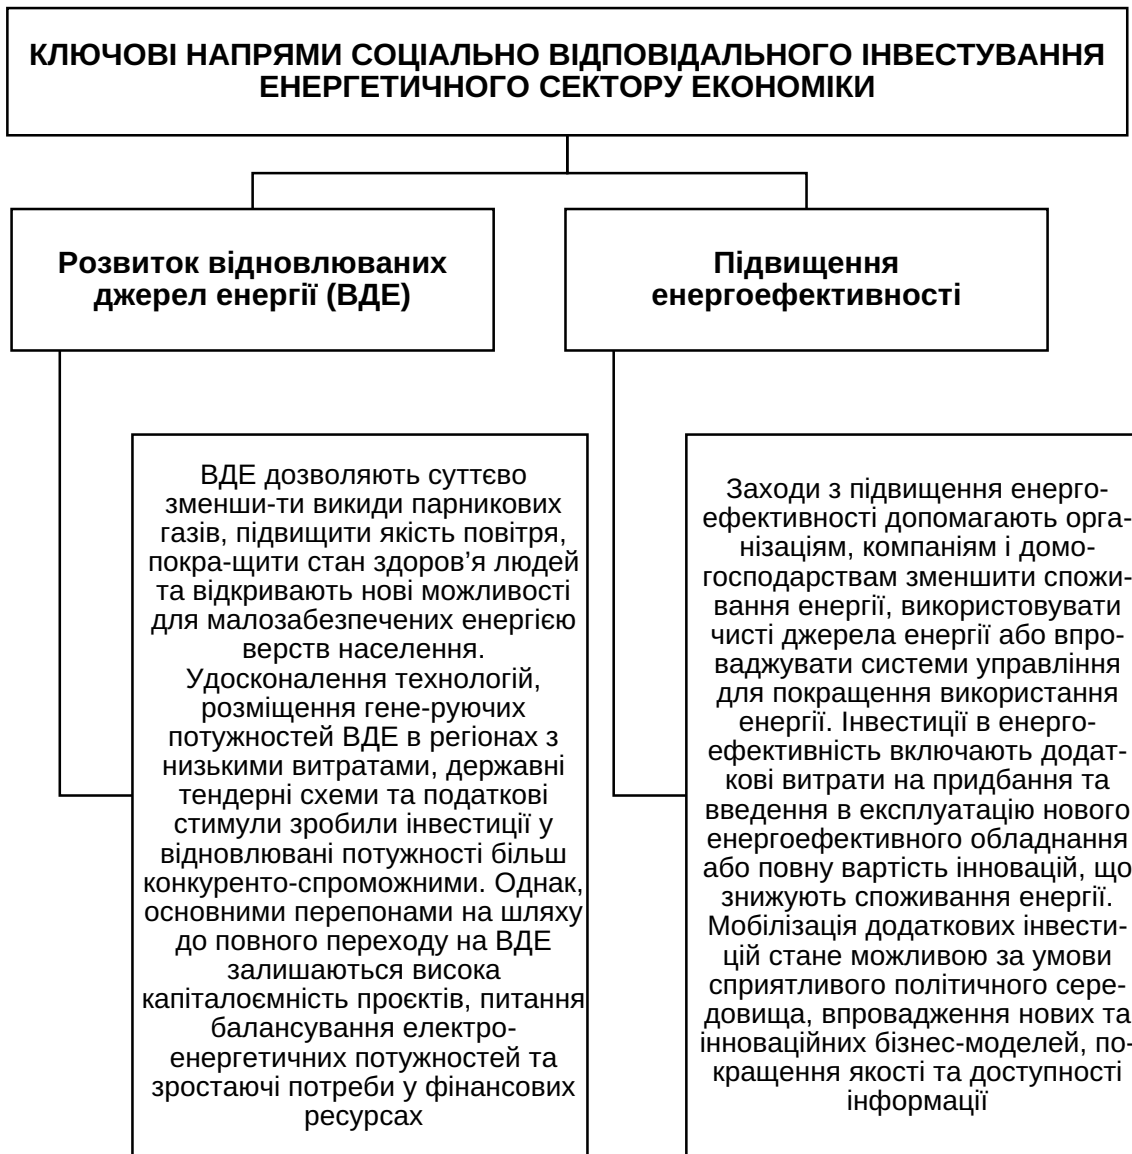 КЛЮЧОВІ НАПРЯМИ СОЦІАЛЬНО ВІДПОВІДАЛЬНОГО ІНВЕСТУВАННЯ
ЕНЕРГЕТИЧНОГО СЕКТОРУ ЕКОНОМІКИ
Розвиток відновлюваних
джерел енергії (ВДЕ)
Підвищення
енергоефективності
ВДЕ дозволяють суттєво
зменши-ти викиди парникових
газів, підвищити якість повітря,
покра-щити стан здоров’я людей
та відкривають нові можливості
для малозабезпечених енергією
верств населення.
Удосконалення технологій,
розміщення гене-руючих
потужностей ВДЕ в регіонах з
низькими витратами, державні
тендерні схеми та податкові
стимули зробили інвестиції у
відновлювані потужності більш
конкуренто-спроможними. Однак,
основними перепонами на шляху
до повного переходу на ВДЕ
залишаються висока
капіталоємність проєктів, питання
балансування електро-
енергетичних потужностей та
зростаючі потреби у фінансових
ресурсах
Заходи з підвищення енерго-
ефективності допомагають орга-
нізаціям, компаніям і домо-
господарствам зменшити спожи-
вання енергії, використовувати
чисті джерела енергії або впро-
ваджувати системи управління
для покращення використання
енергії. Інвестиції в енерго-
ефективність включають додат-
кові витрати на придбання та
введення в експлуатацію нового
енергоефективного обладнання
або повну вартість інновацій, що
знижують споживання енергії.
Мобілізація додаткових інвести-
цій стане можливою за умови
сприятливого політичного сере-
довища, впровадження нових та
інноваційних бізнес-моделей, по-
кращення якості та доступності
інформації